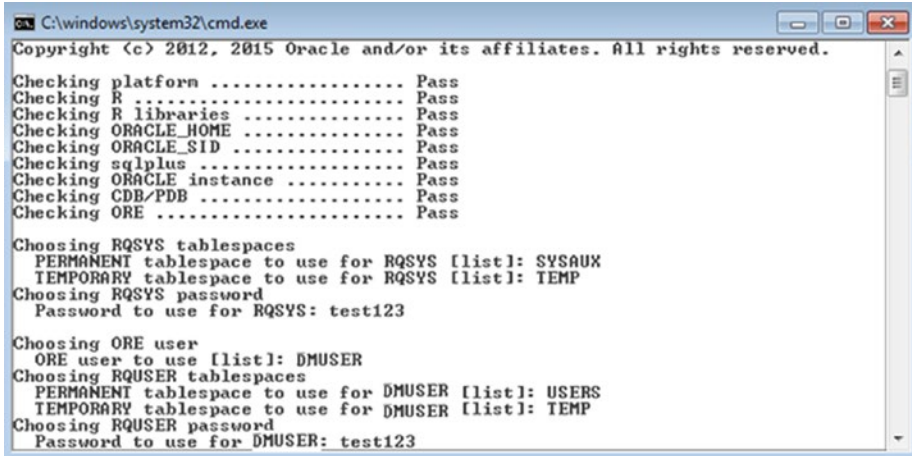 C:\windows\system32\cmd.exe
Copyright (c) 2012, 2015 Oracle and/or its affiliates. All rights reserved.
Checking platform .................. Pass
Checking R ......................... Pass
Checking R libraries ............... Pass
Checking ORACLE_HOME ............... Pass
Checking ORACLE_SID ................ Pass
Checking sqlplus ................... Pass
Checking ORACLE instance ........... Pass
Checking CDB/PDB ................... Pass
Checking ORE ....................... Pass
Choosing RQSYS tablespaces
PERMANENT tablespace to use for RQSYS [list]: SYSAUX
TEMPORARY tablespace to use for RQSYS [list]: TEMP
Choosing RQSYS password
Password to use for RQSYS: test123
Choosing ORE user
ORE user to use [list]: DMUSER
Choosing RQUSER tablespaces
PERMANENT tablespace to use for DMUSER [list]: USERS
TEMPORARY tablespace to use for DMUSER [list]: TEMP
Choosing RQUSER password
Password to use for DMUSER: test123